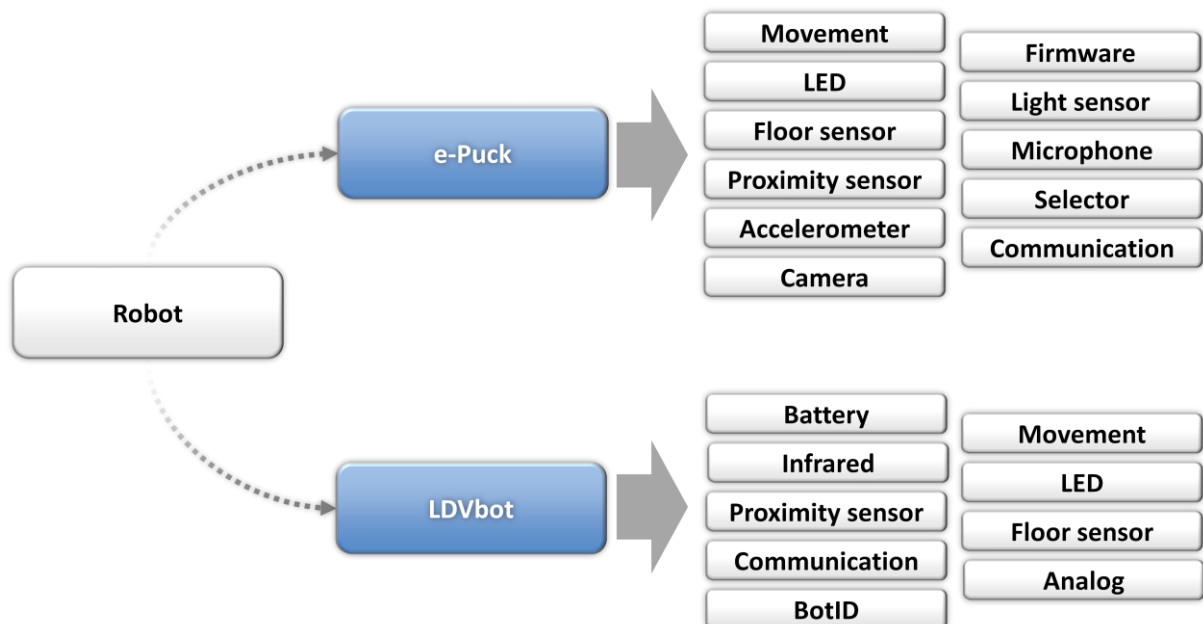 Robot
e-Puck
Movement
LED
Floor sensor
Proximity sensor
Accelerometer
Camera
Firmware
Light sensor
Microphone
Selector
Communication
LDVbot
Battery
Infrared
Proximity sensor
Communication
BotID
Movement
LED
Floor sensor
Analog